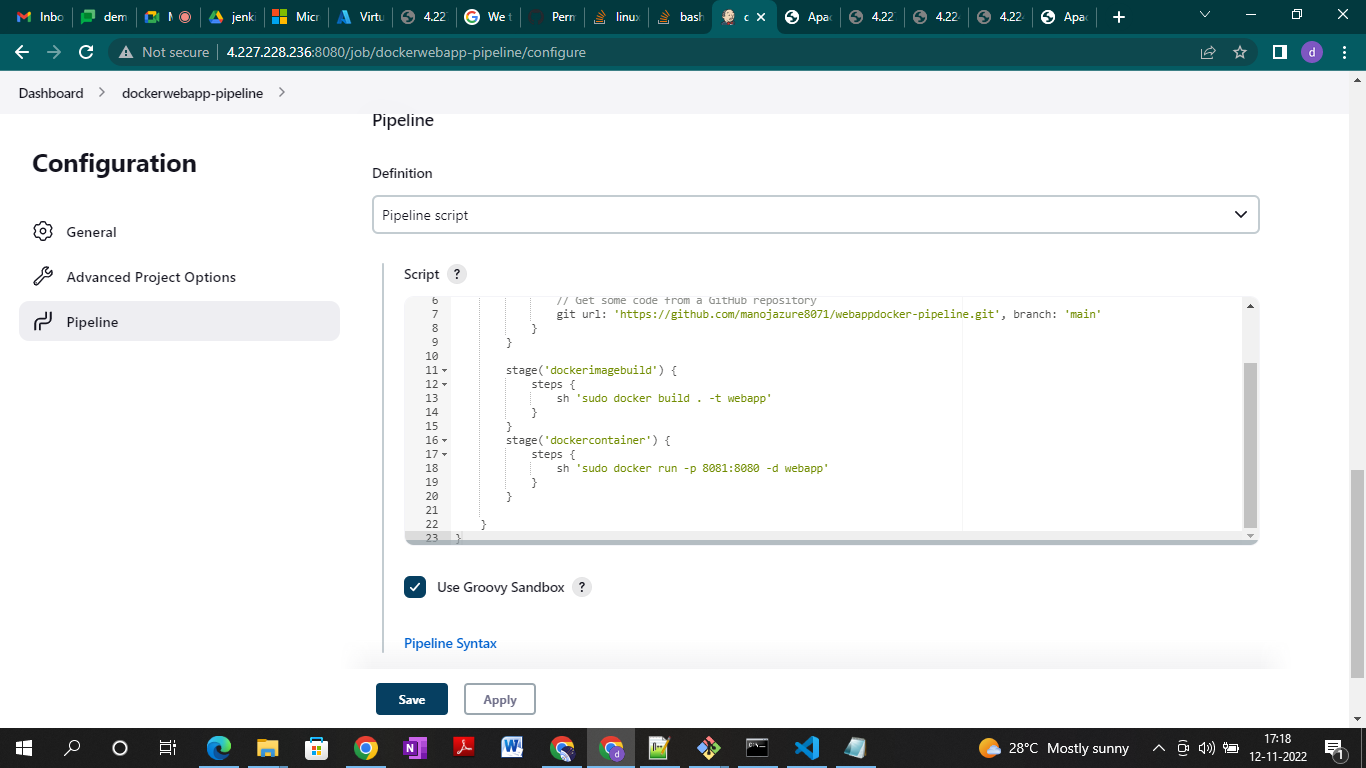 Inbo
dem
M
jenki
Micr
Virtu
4.22
We t
Perm
linux
bash
c
Apac
4.22
4.22
4.22
Apac
Not secure
4.227.228.236:8080/job/dockerwebapp-pipeline/configure
d
Dashboard
dockerwebapp-pipeline
Configuration
General
Advanced Project Options
Pipeline
Pipeline
Definition
Pipeline script
Script ?
6 // Get some code from a GitHub repository
7 git url: 'https://github.com/manojazure8071/webappdocker-pipeline.git', branch: 'main'
8 }
9 }
10
11 stage('dockerimagebuild') {
12 steps {
13 sh 'sudo docker build . -t webapp'
14 }
15 }
16 stage('dockercontainer') {
17 steps {
18 sh 'sudo docker run -p 8081:8080 -d webapp'
19 }
20 }
21
22 }
23 }
Use Groovy Sandbox ?
Pipeline Syntax
Save
Apply
28°C Mostly sunny
17:18
12-11-2022
1